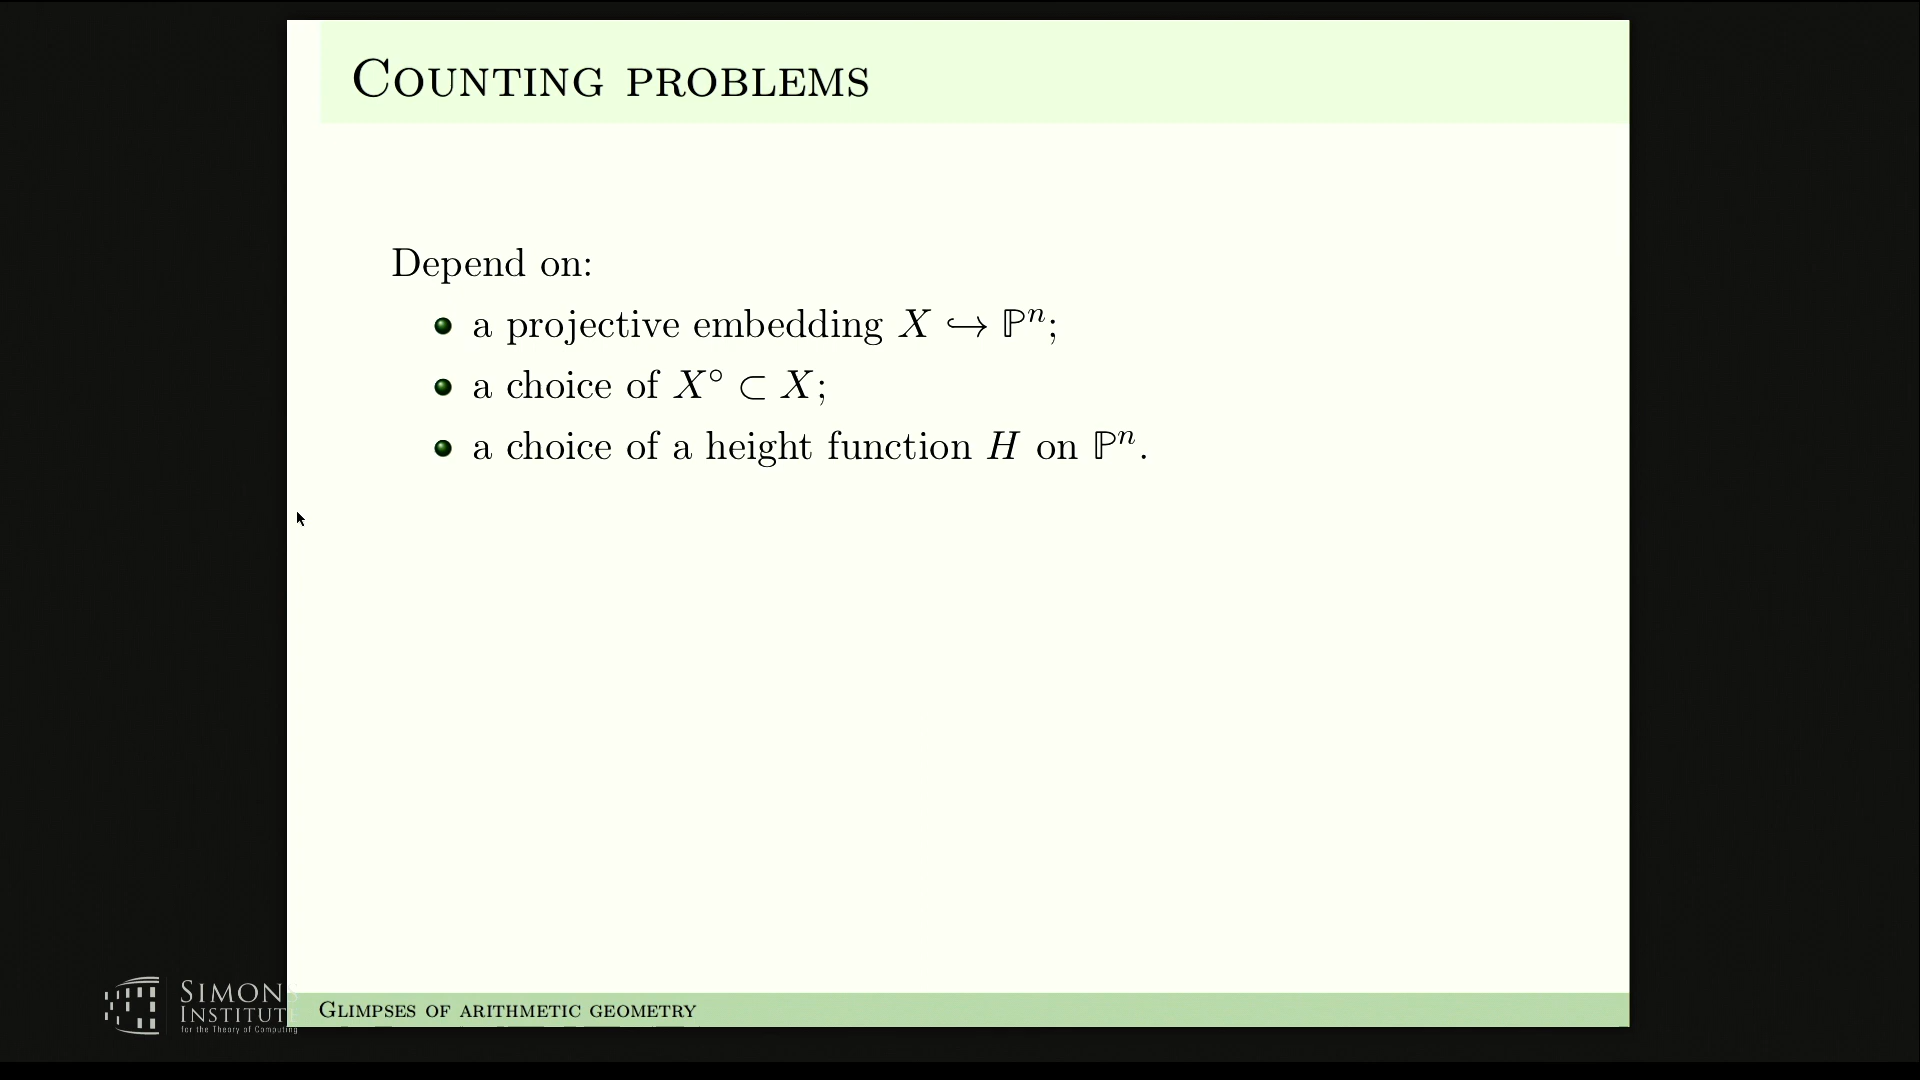 Counting problems
Depend on:
a projective embedding X ↪ ℙⁿ;
a choice of X° ⊂ X;
a choice of a height function H on ℙⁿ.
Simons
Institute
for the Theory of Computing
Glimpses of arithmetic geometry